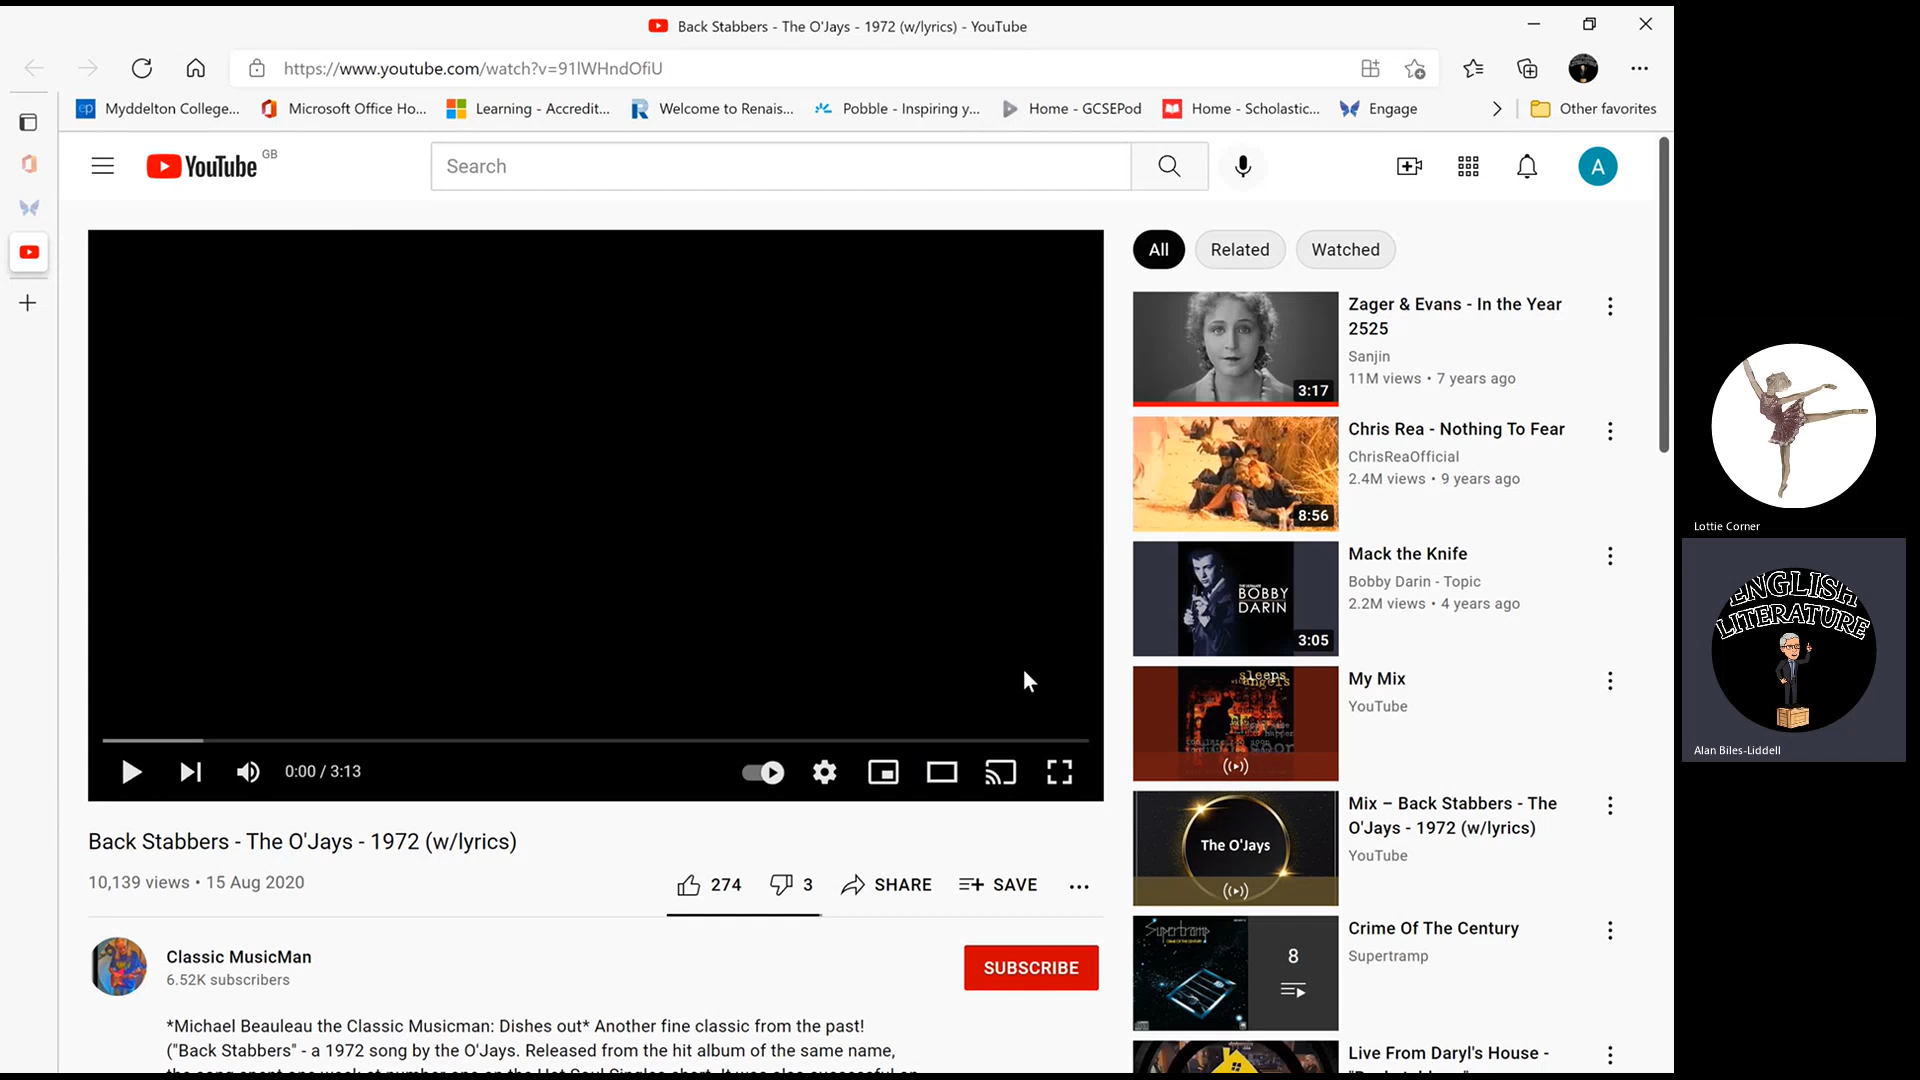 Back Stabbers - The O'Jays - 1972 (w/lyrics) - YouTube
https://www.youtube.com/watch?v=91lWHndOfiU
Myddelton College...
Microsoft Office Ho...
Learning - Accredit...
Welcome to Renais...
Pobble - Inspiring y...
Home - GCSEPod
Home - Scholastic...
Engage
Other favorites
YouTube GB
Search
A
All
Related
Watched
3:17
Zager & Evans - In the Year
2525
Sanjin
11M views • 7 years ago
8:56
Chris Rea - Nothing To Fear
ChrisReaOfficial
2.4M views • 9 years ago
BOBBY
DARIN
3:05
Mack the Knife
Bobby Darin - Topic
2.2M views • 4 years ago
My Mix
YouTube
The O'Jays
Mix – Back Stabbers - The
O'Jays - 1972 (w/lyrics)
YouTube
Supertramp
8
Crime Of The Century
Supertramp
Live From Daryl's House -
0:00 / 3:13
Back Stabbers - The O'Jays - 1972 (w/lyrics)
10,139 views • 15 Aug 2020
274
3
SHARE
SAVE
Classic MusicMan
6.52K subscribers
SUBSCRIBE
*Michael Beauleau the Classic Musicman: Dishes out* Another fine classic from the past!
("Back Stabbers" - a 1972 song by the O'Jays. Released from the hit album of the same name,
Lottie Corner
ENGLISH
LITERATURE
Alan Biles-Liddell